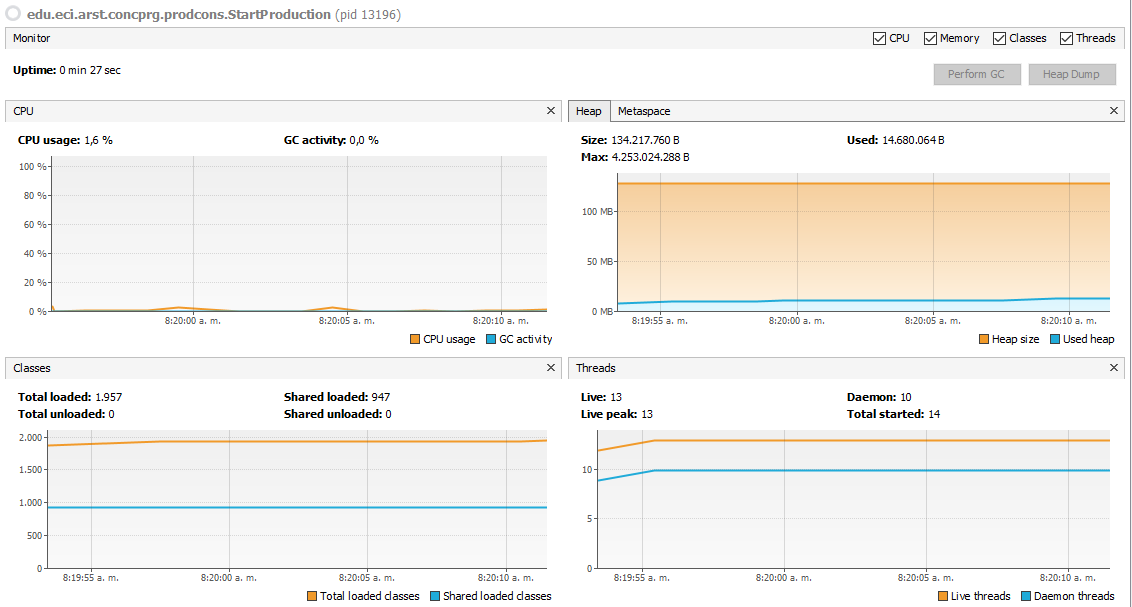 edu.eci.arst.concprg.prodcons.StartProduction (pid 13196)
Monitor
CPU Memory Classes Threads
Uptime: 0 min 27 sec
Perform GC Heap Dump
CPU
CPU usage: 1,6 % GC activity: 0,0 %
100 %
80 %
60 %
40 %
20 %
0 %
8:20:00 a. m. 8:20:05 a. m. 8:20:10 a. m.
CPU usage GC activity
Heap Metaspace
Size: 134.217.760 B Used: 14.680.064 B
Max: 4.253.024.288 B
100 MB
50 MB
0 MB
8:19:55 a. m. 8:20:00 a. m. 8:20:05 a. m. 8:20:10 a. m.
Heap size Used heap
Classes
Total loaded: 1.957 Shared loaded: 947
Total unloaded: 0 Shared unloaded: 0
2.000
1.500
1.000
500
0
8:19:55 a. m. 8:20:00 a. m. 8:20:05 a. m. 8:20:10 a. m.
Total loaded classes Shared loaded classes
Threads
Live: 13 Daemon: 10
Live peak: 13 Total started: 14
10
5
0
8:19:55 a. m. 8:20:00 a. m. 8:20:05 a. m. 8:20:10 a. m.
Live threads Daemon threads